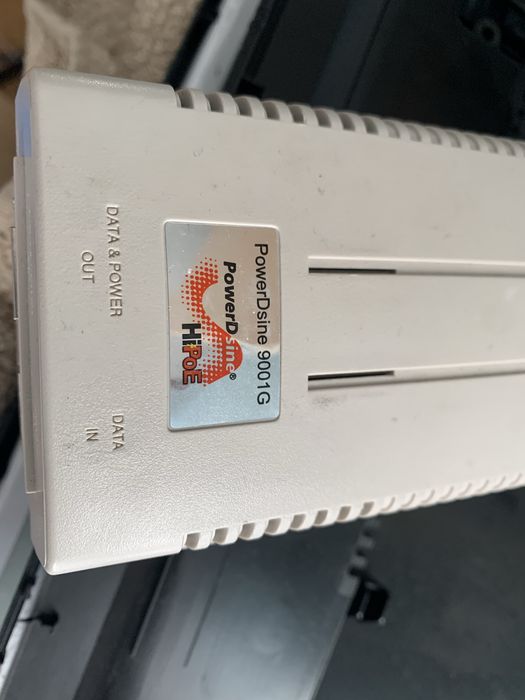 PowerDsine 9001G
PowerDsine®
HiPoE
DATA & POWER
OUT
DATA
IN